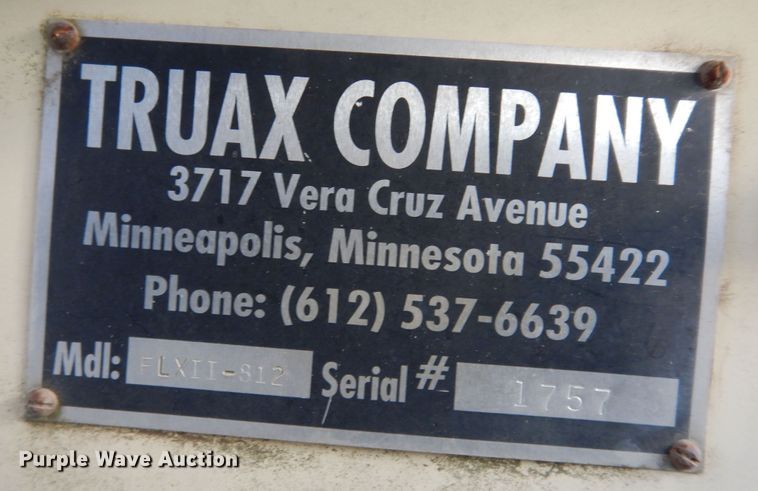 TRUAX COMPANY
3717 Vera Cruz Avenue
Minneapolis, Minnesota 55422
Phone: (612) 537-6639
Mdl: FLXII-812 Serial # 1757
Purple Wave Auction